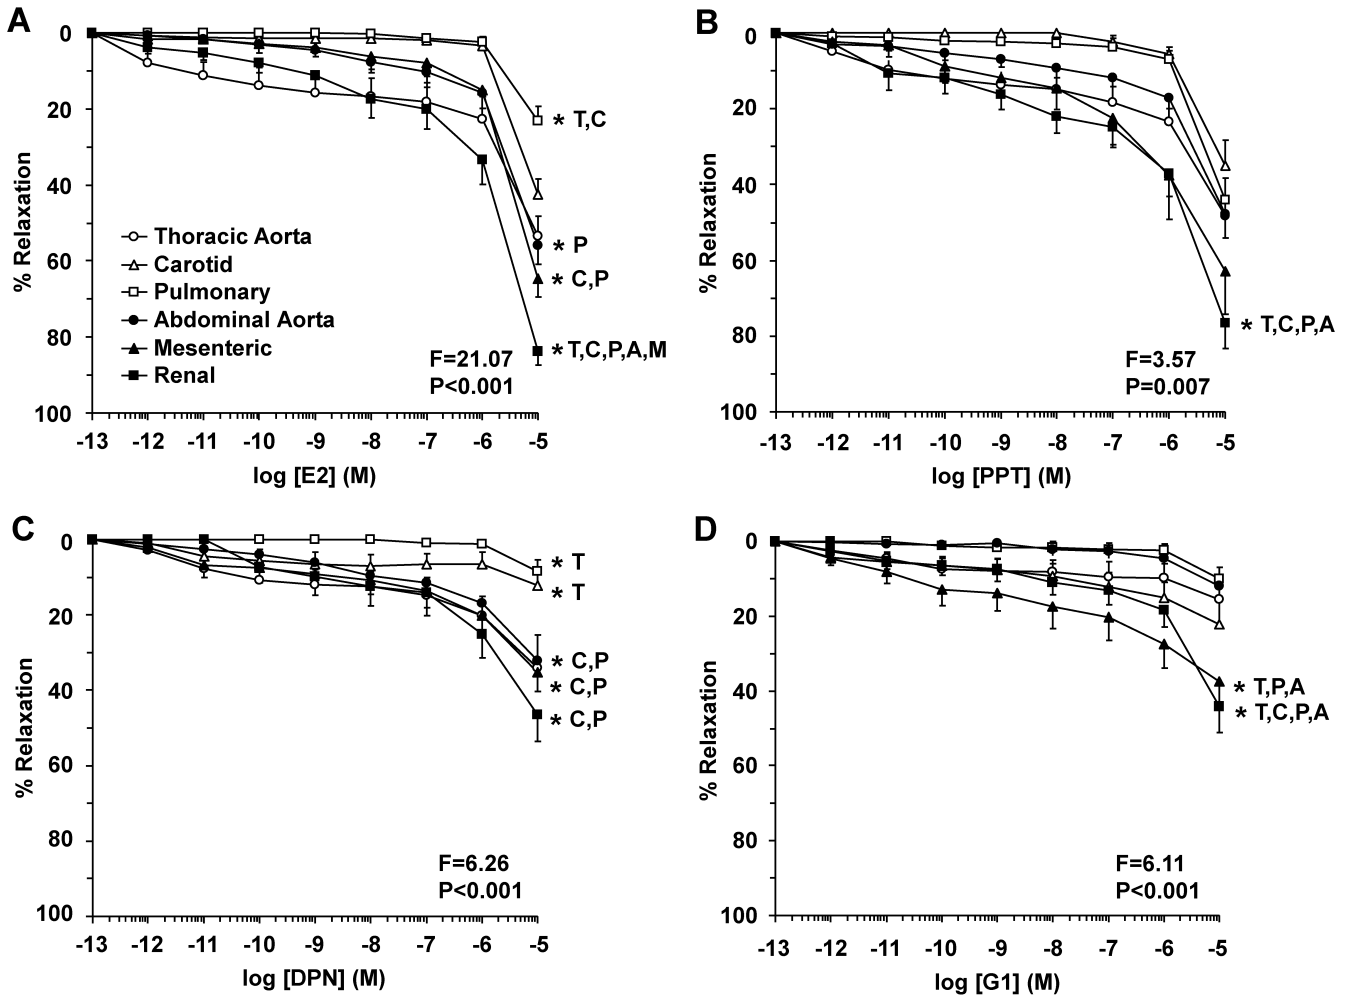 A
0
20
40
60
80
100
% Relaxation
Thoracic Aorta
Carotid
Pulmonary
Abdominal Aorta
Mesenteric
Renal
* T,C
* P
* C,P
* T,C,P,A,M
F=21.07
P<0.001
-13 -12 -11 -10 -9 -8 -7 -6 -5
log [E2] (M)
B
0
20
40
60
80
100
% Relaxation
* T,C,P,A
F=3.57
P=0.007
-13 -12 -11 -10 -9 -8 -7 -6 -5
log [PPT] (M)
C
0
20
40
60
80
100
% Relaxation
* T
* T
* C,P
* C,P
* C,P
F=6.26
P<0.001
-13 -12 -11 -10 -9 -8 -7 -6 -5
log [DPN] (M)
D
0
20
40
60
80
100
% Relaxation
* T,P,A
* T,C,P,A
F=6.11
P<0.001
-13 -12 -11 -10 -9 -8 -7 -6 -5
log [G1] (M)